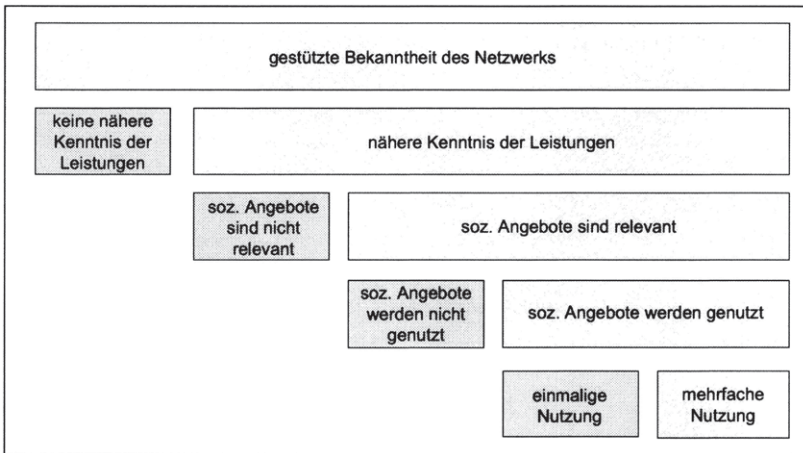 gestützte Bekanntheit des Netzwerks
keine nähere
Kenntnis der
Leistungen
nähere Kenntnis der Leistungen
soz. Angebote
sind nicht
relevant
soz. Angebote sind relevant
soz. Angebote
werden nicht
genutzt
soz. Angebote werden genutzt
einmalige
Nutzung
mehrfache
Nutzung